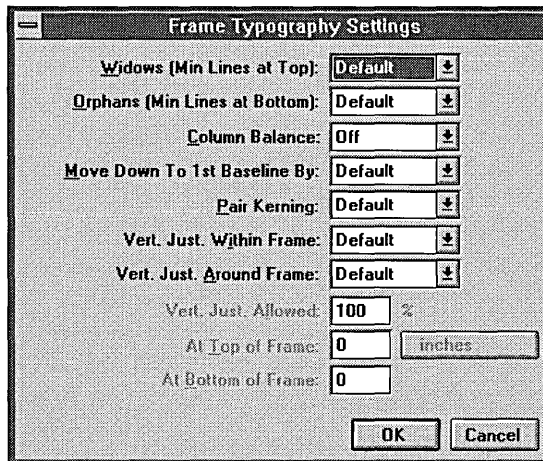 Frame Typography Settings
Widows (Min Lines at Top): Default
Orphans (Min Lines at Bottom): Default
Column Balance: Off
Move Down To 1st Baseline By: Default
Pair Kerning: Default
Vert. Just. Within Frame: Default
Vert. Just. Around Frame: Default
Vert. Just. Allowed: 100 %
At Top of Frame: 0 inches
At Bottom of Frame: 0
OK Cancel